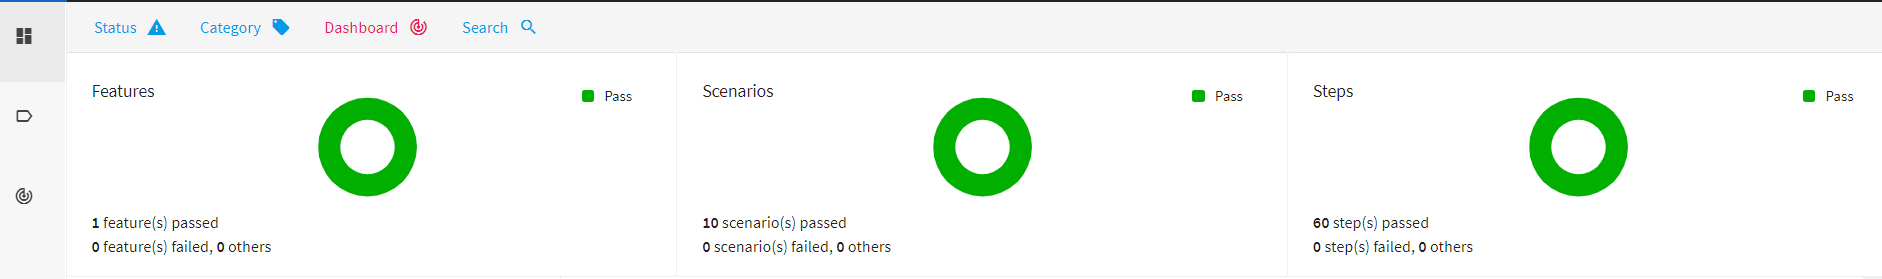 Status
Category
Dashboard
Search
Features
Pass
1 feature(s) passed
0 feature(s) failed, 0 others
Scenarios
Pass
10 scenario(s) passed
0 scenario(s) failed, 0 others
Steps
Pass
60 step(s) passed
0 step(s) failed, 0 others